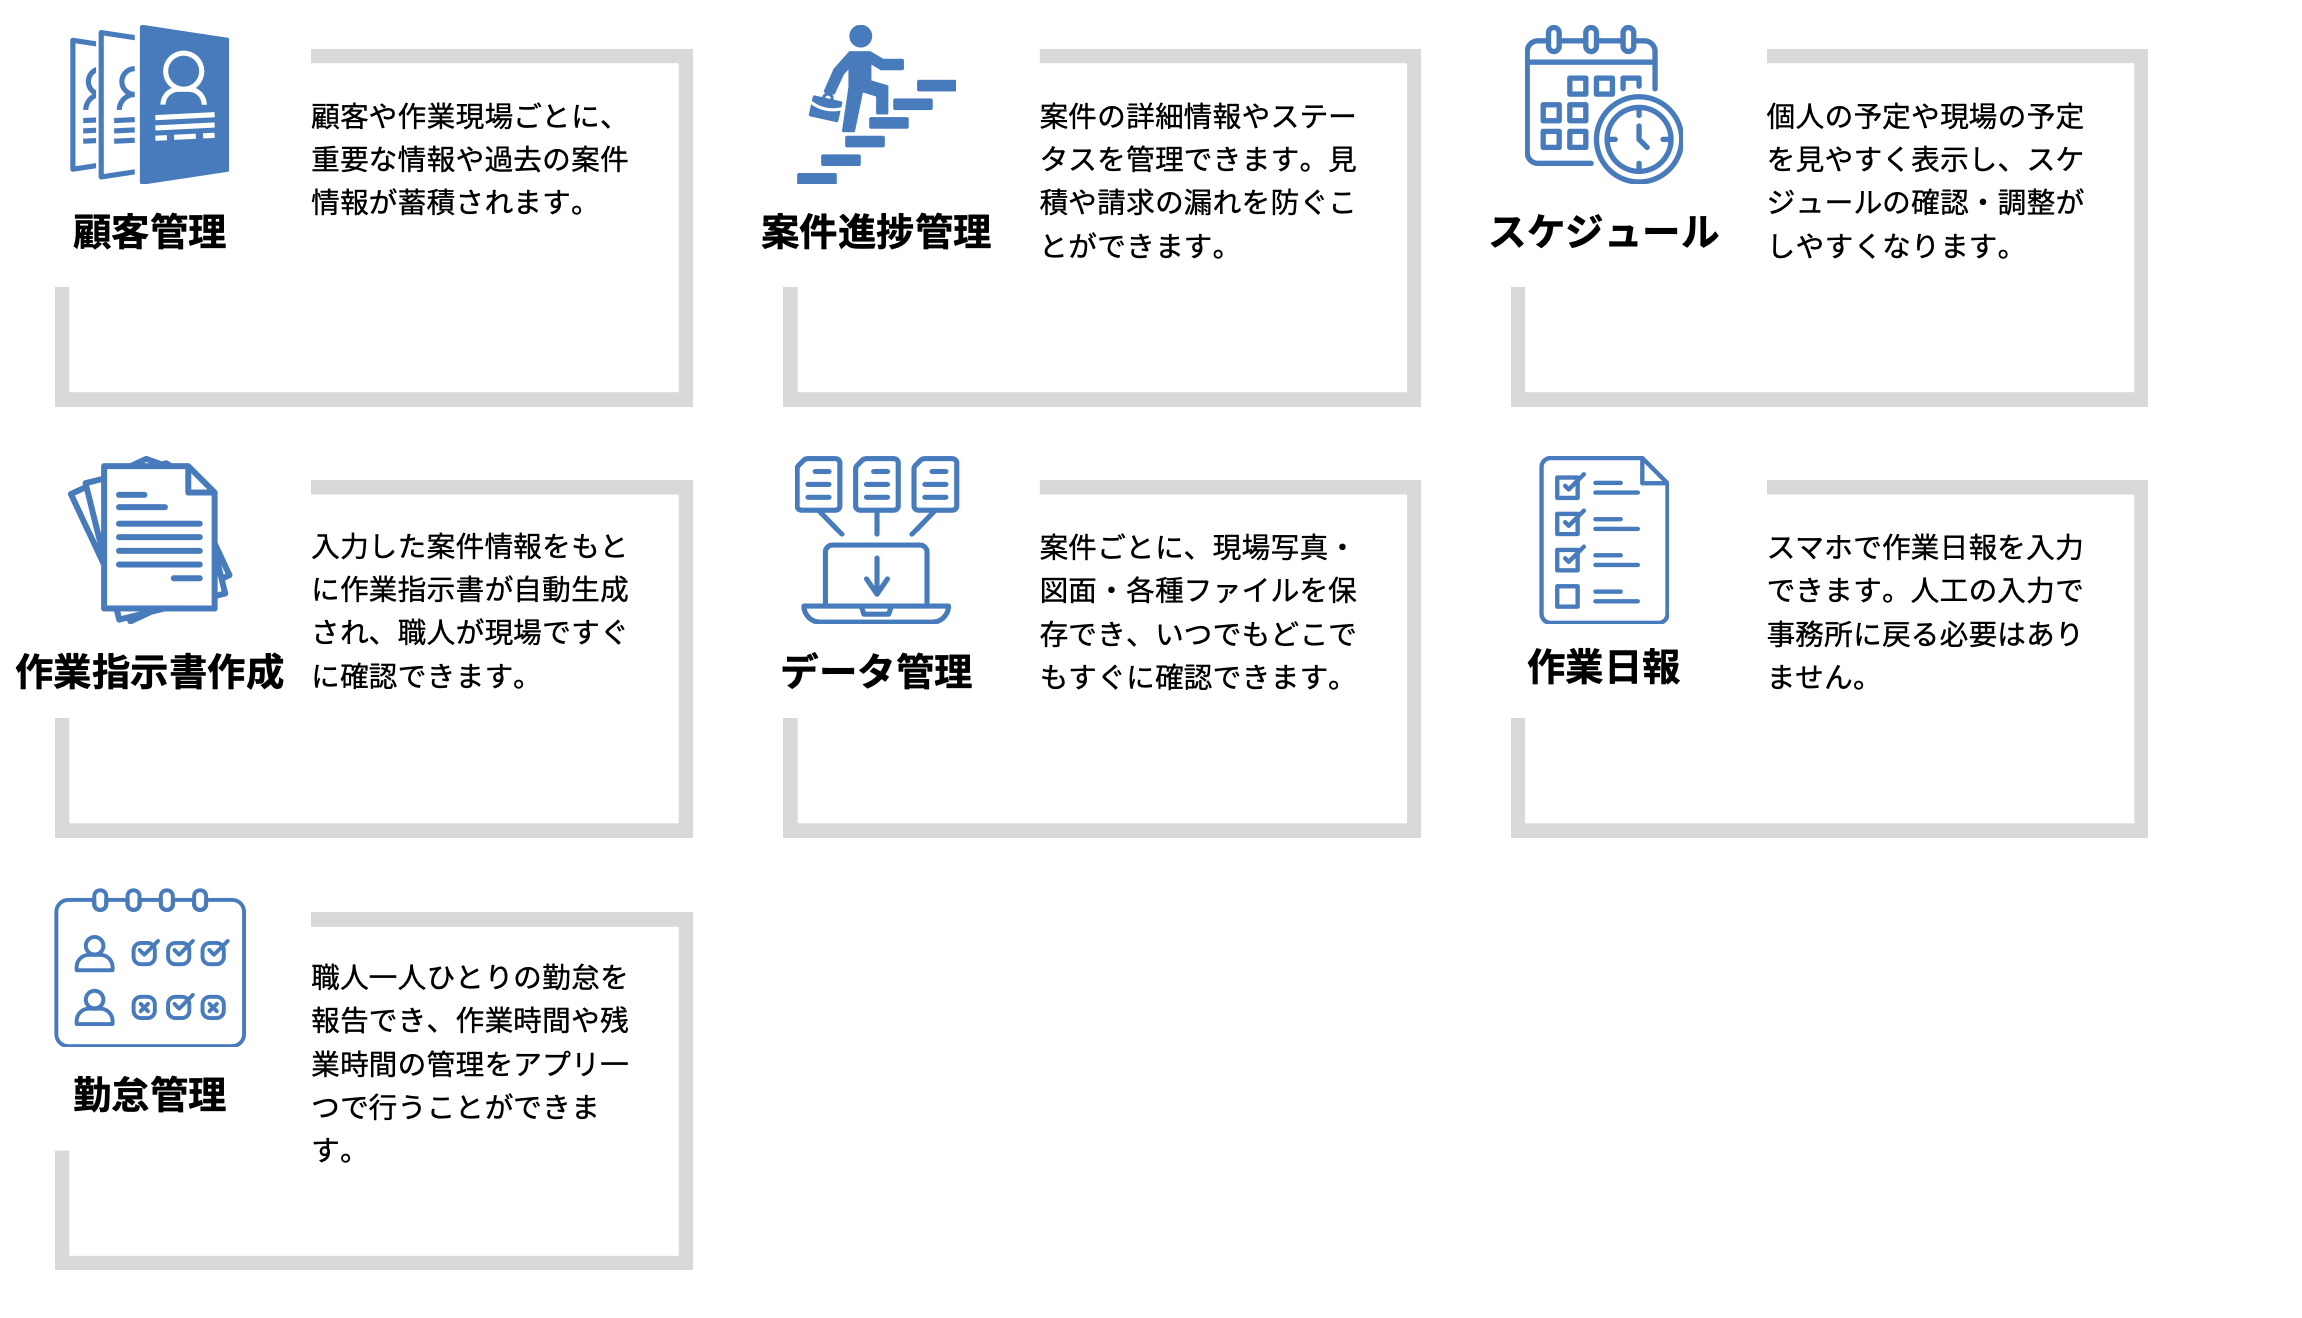 顧客管理
顧客や作業現場ごとに、
重要な情報や過去の案件
情報が蓄積されます。
案件進捗管理
案件の詳細情報やステー
タスを管理できます。見
積や請求の漏れを防ぐこ
とができます。
スケジュール
個人の予定や現場の予定
を見やすく表示し、スケ
ジュールの確認・調整が
しやすくなります。
作業指示書作成
入力した案件情報をもと
に作業指示書が自動生成
され、職人が現場ですぐ
に確認できます。
データ管理
案件ごとに、現場写真・
図面・各種ファイルを保
存でき、いつでもどこで
もすぐに確認できます。
作業日報
スマホで作業日報を入力
できます。人工の入力で
事務所に戻る必要はあり
ません。
勤怠管理
職人一人ひとりの勤怠を
報告でき、作業時間や残
業時間の管理をアプリ一
つで行うことができま
す。